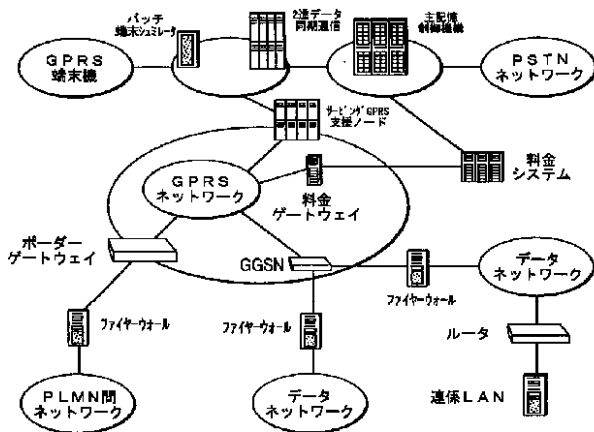 バッチ
端末シュミレータ
2進データ
同期通信
主記憶
制御機構
GPRS
端末機
PSTN
ネットワーク
サービングGPRS
支援ノード
料金
システム
GPRS
ネットワーク
料金
ゲートウェイ
ボーダー
ゲートウェイ
GGSN
データ
ネットワーク
ファイヤーウォール
ファイヤーウォール
ファイヤーウォール
ルータ
PLMN間
ネットワーク
データ
ネットワーク
連係LAN